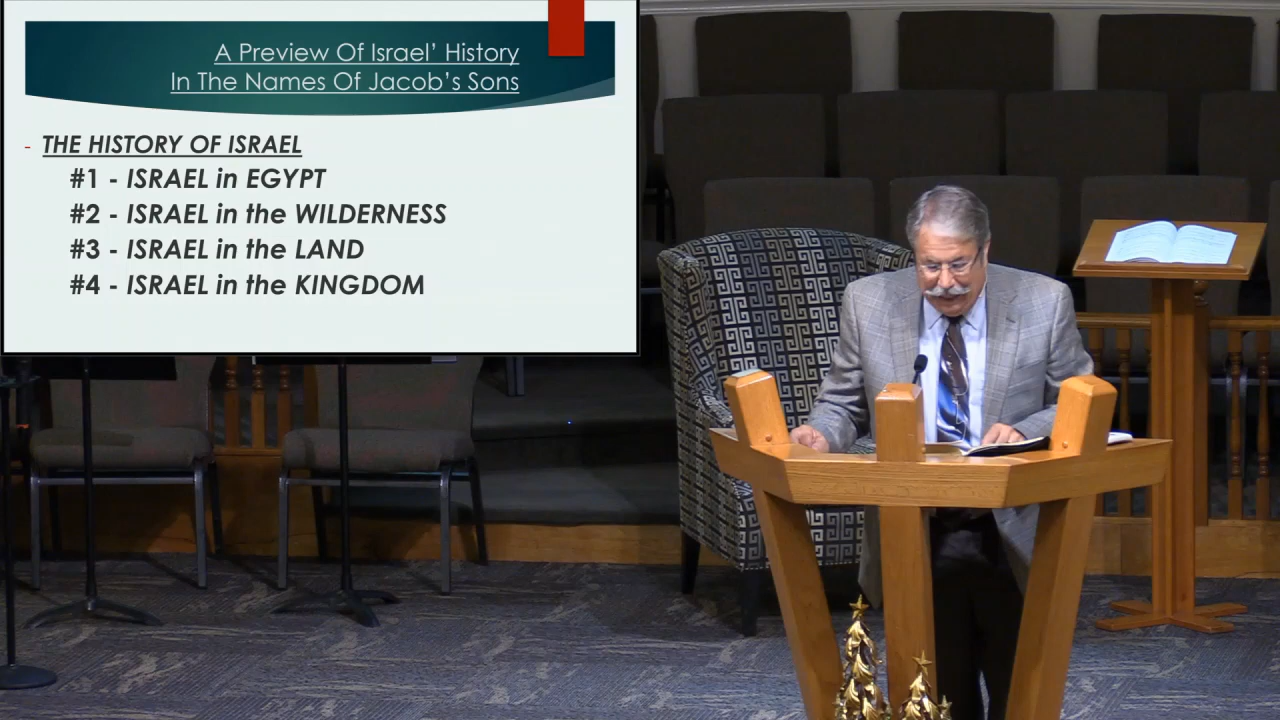 A Preview Of Israel’ History
In The Names Of Jacob’s Sons
- THE HISTORY OF ISRAEL
#1 - ISRAEL in EGYPT
#2 - ISRAEL in the WILDERNESS
#3 - ISRAEL in the LAND
#4 - ISRAEL in the KINGDOM